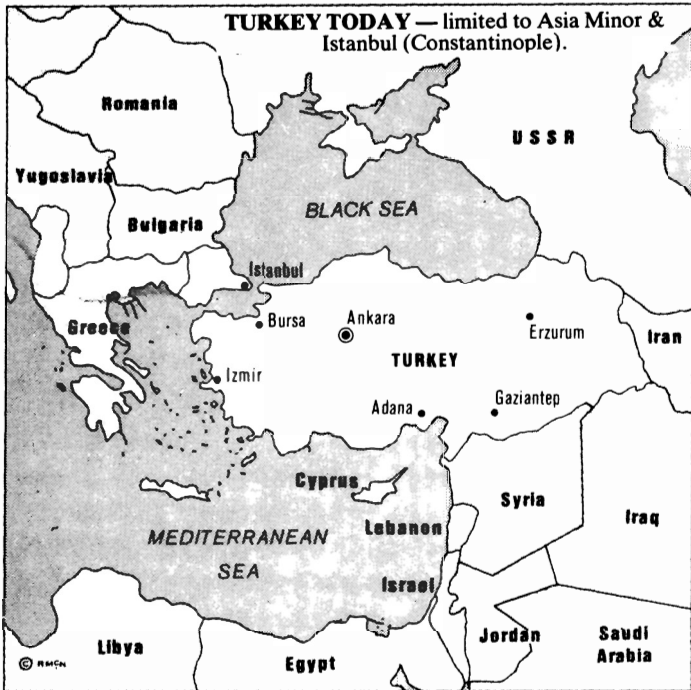 TURKEY TODAY — limited to Asia Minor &
Istanbul (Constantinople).
Romania
USSR
Yugoslavia
Bulgaria
BLACK SEA
Istanbul
Greece
Bursa
Ankara
Erzurum
Iran
TURKEY
Izmir
Adana
Gaziantep
Cyprus
Syria
Iraq
Lebanon
MEDITERRANEAN
SEA
Israel
Libya
Egypt
Jordan
Saudi
Arabia
© RMCN